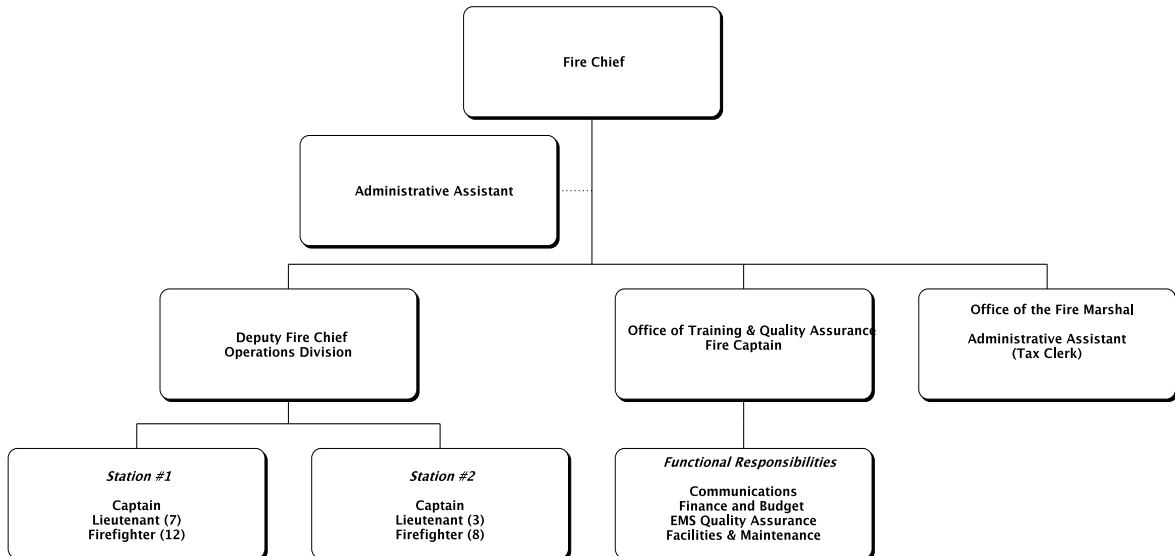 Fire Chief
Administrative Assistant
Deputy Fire Chief
Operations Division
Office of Training & Quality Assurance
Fire Captain
Office of the Fire Marshal
Administrative Assistant
(Tax Clerk)
Station #1
Captain
Lieutenant (7)
Firefighter (12)
Station #2
Captain
Lieutenant (3)
Firefighter (8)
Functional Responsibilities
Communications
Finance and Budget
EMS Quality Assurance
Facilities & Maintenance